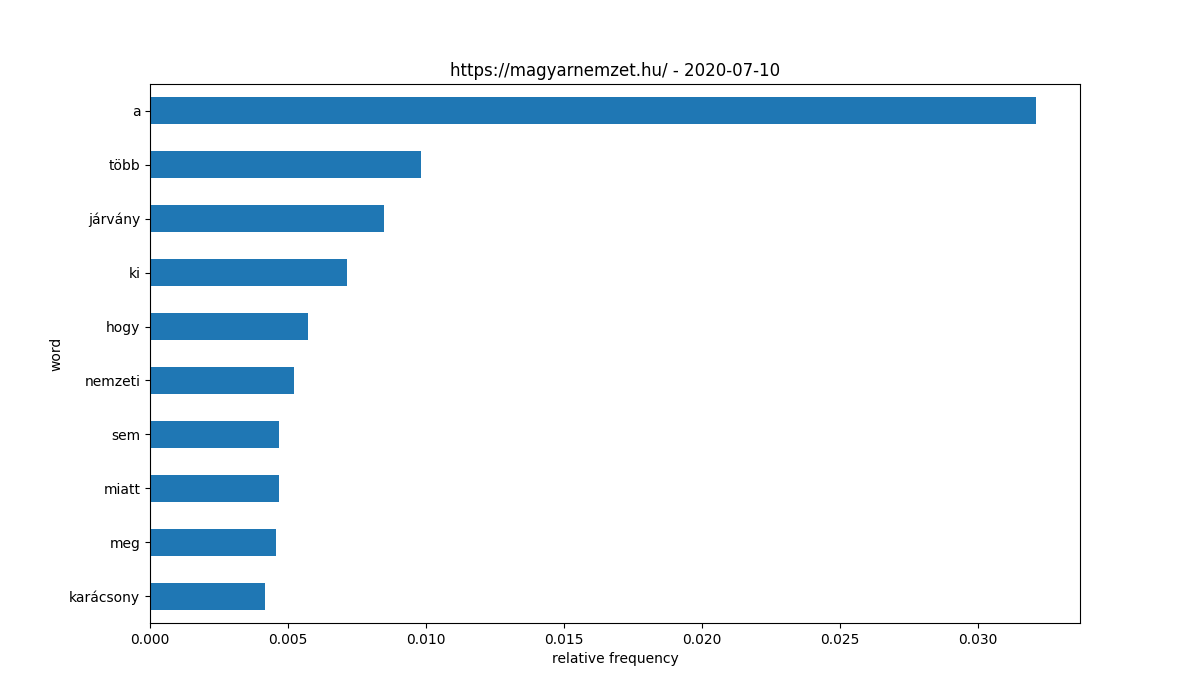 https://magyarnemzet.hu/ - 2020-07-10
a
több
járvány
ki
hogy
nemzeti
sem
miatt
meg
karácsony
word
0.000 0.005 0.010 0.015 0.020 0.025 0.030
relative frequency